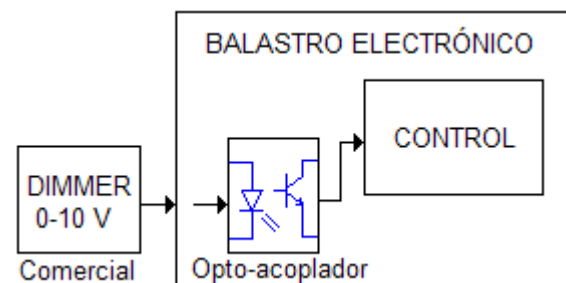 BALASTRO ELECTRÓNICO
CONTROL
DIMMER
0-10 V
Comercial
Opto-acoplador